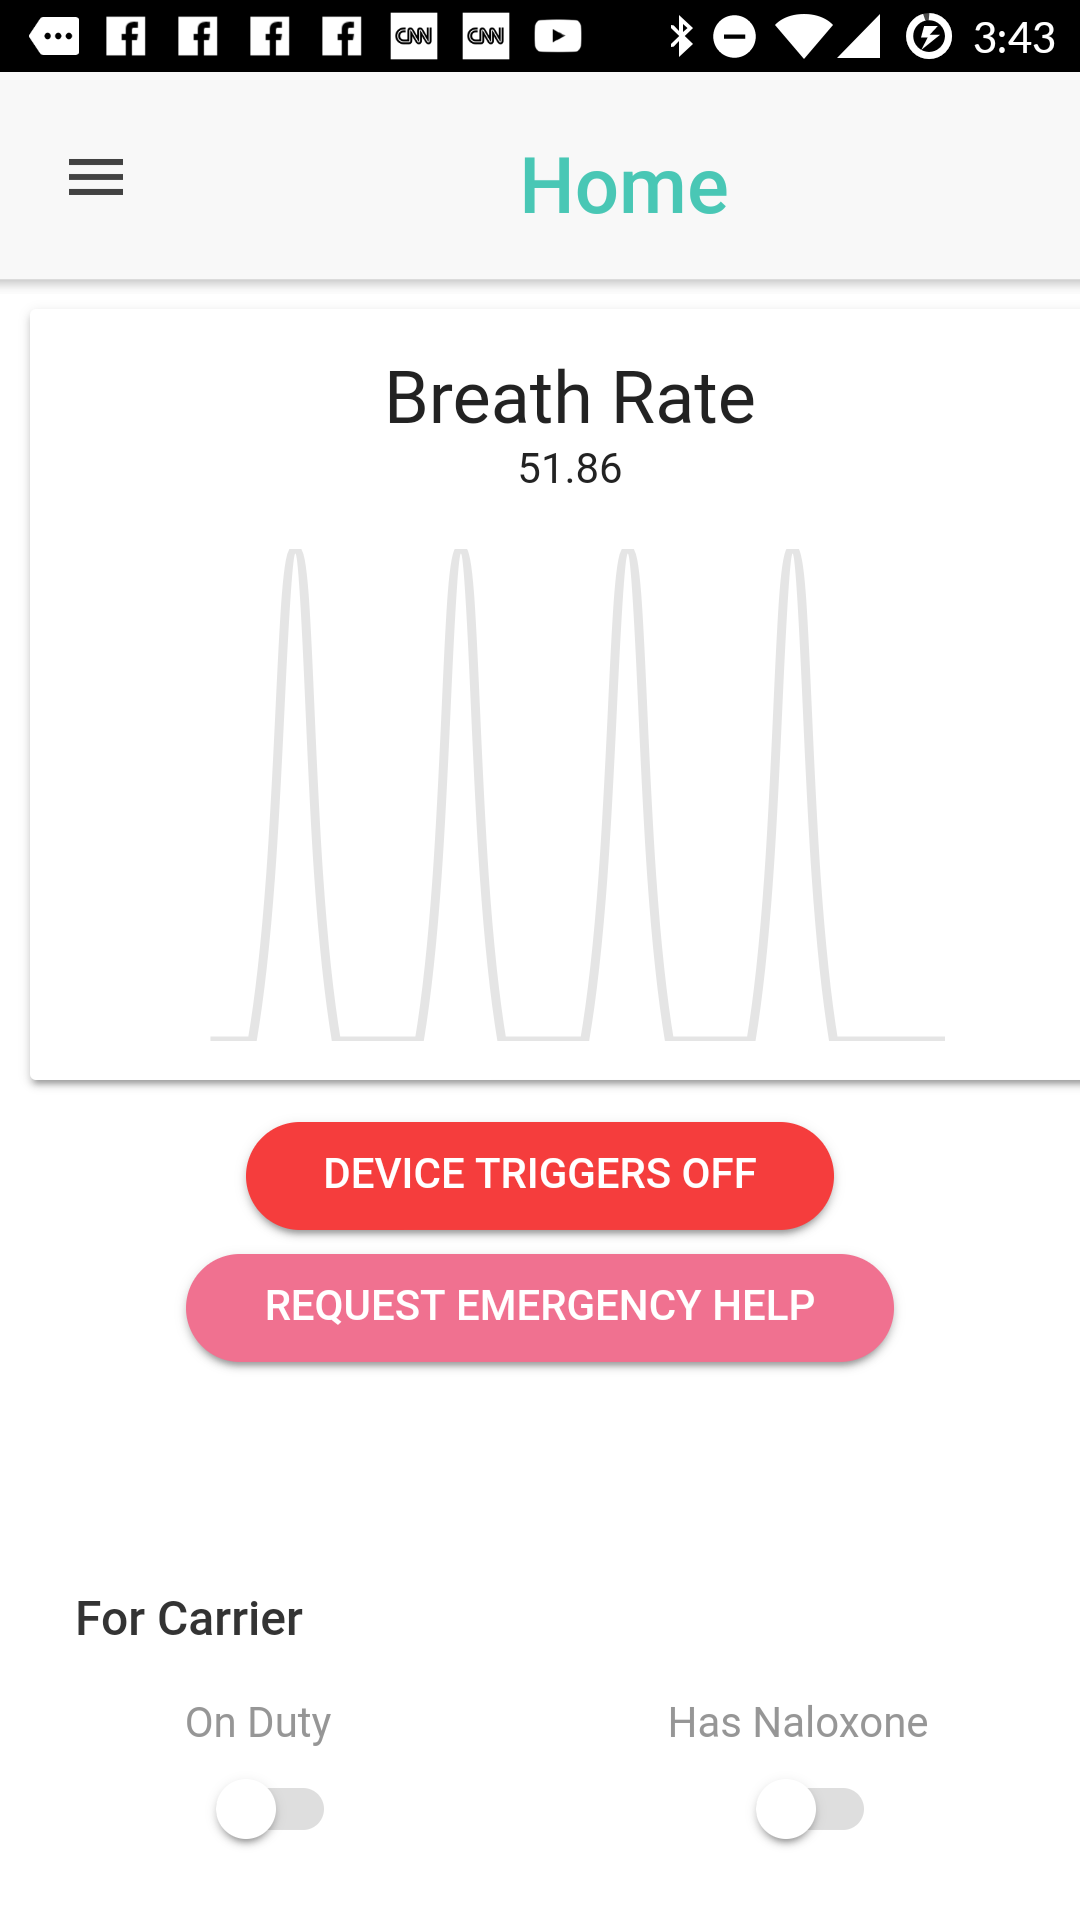 CNN CNN 3:43
Home
Breath Rate
51.86
DEVICE TRIGGERS OFF
REQUEST EMERGENCY HELP
For Carrier
On Duty Has Naloxone